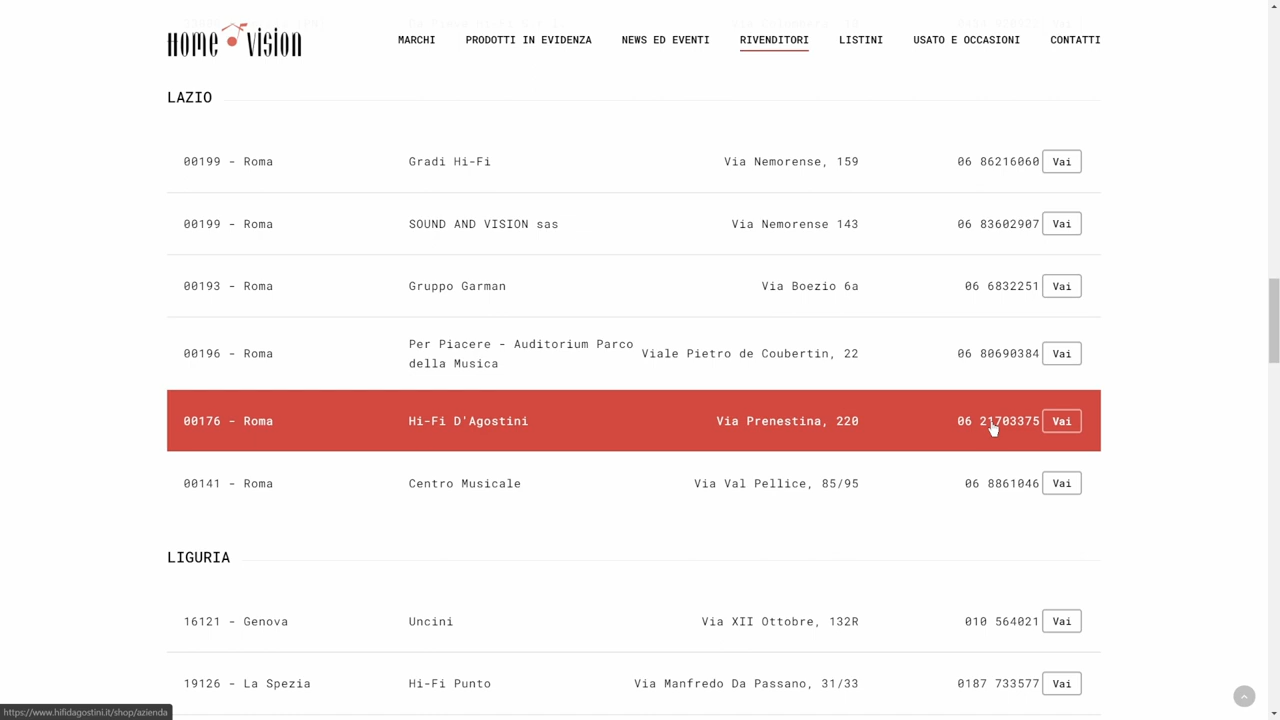 Home Vision
MARCHI PRODOTTI IN EVIDENZA NEWS ED EVENTI RIVENDITORI LISTINI USATO E OCCASIONI CONTATTI
LAZIO
00199 - Roma Gradi Hi-Fi Via Nemorense, 159 06 86216060 Vai
00199 - Roma SOUND AND VISION sas Via Nemorense 143 06 83602907 Vai
00193 - Roma Gruppo Garman Via Boezio 6a 06 6832251 Vai
00196 - Roma Per Piacere - Auditorium Parco della Musica Viale Pietro de Coubertin, 22 06 80690384 Vai
00176 - Roma Hi-Fi D'Agostini Via Prenestina, 220 06 21703375 Vai
00141 - Roma Centro Musicale Via Val Pellice, 85/95 06 8861046 Vai
LIGURIA
16121 - Genova Uncini Via XII Ottobre, 132R 010 564021 Vai
19126 - La Spezia Hi-Fi Punto Via Manfredo Da Passano, 31/33 0187 733577 Vai
https://www.hifidagostini.it/shop/azienda